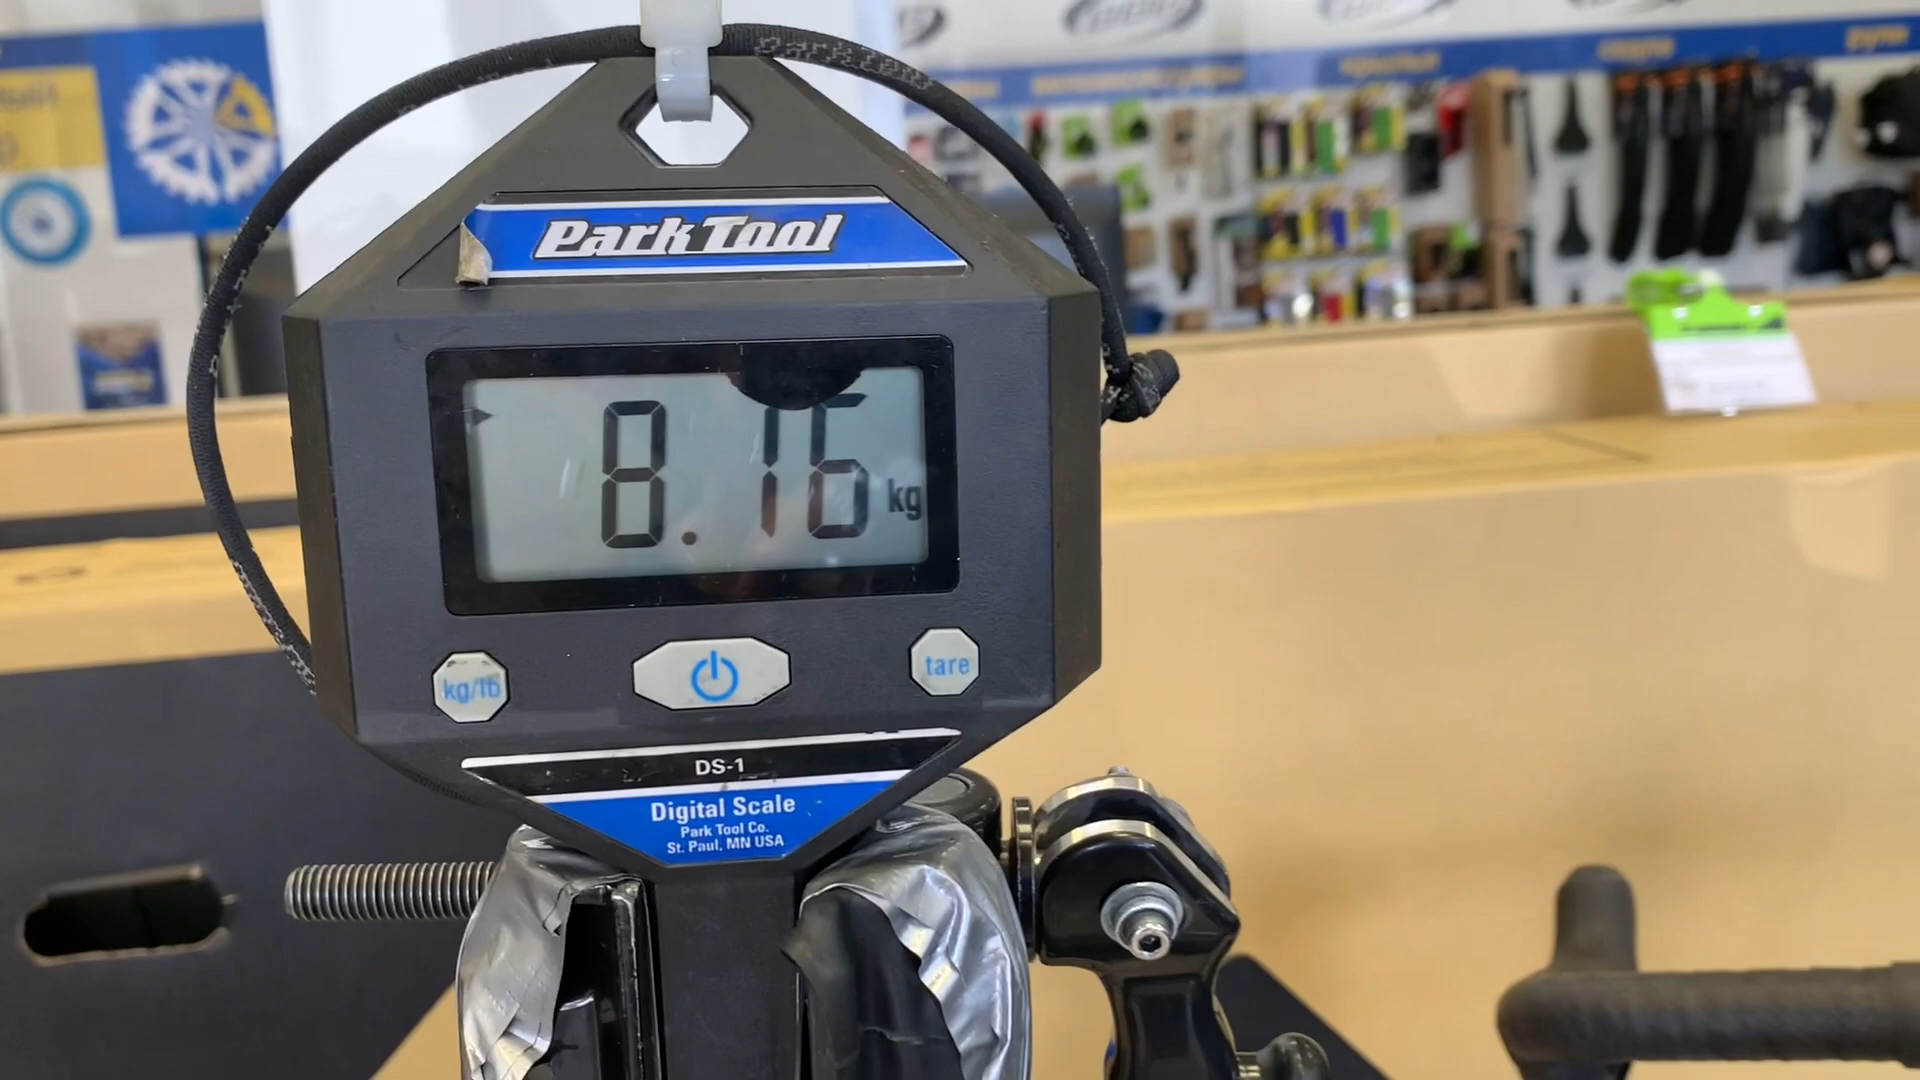 Park Tool
8.16 kg
kg/lb
tare
DS-1
Digital Scale
Park Tool Co.
St. Paul, MN USA